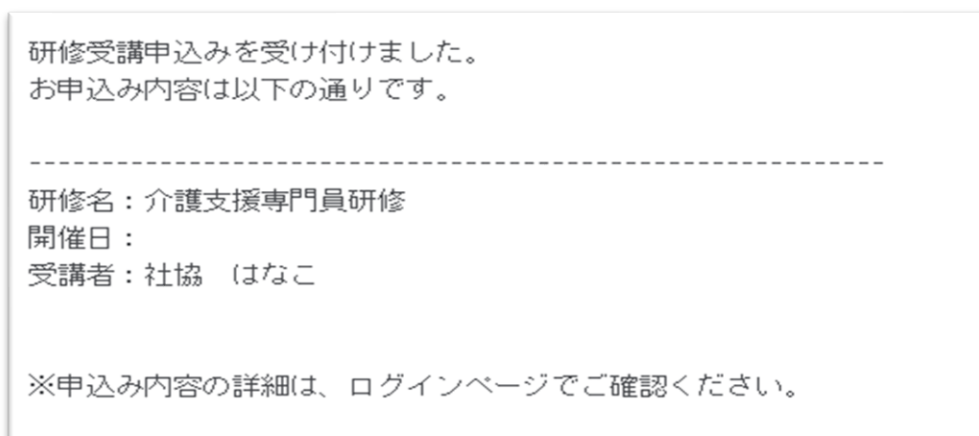 研修受講申込みを受け付けました。
お申込み内容は以下の通りです。
-----------------------------------------------------------
研修名：介護支援専門員研修
開催日：
受講者：社協　はなこ
※申込み内容の詳細は、ログインページでご確認ください。